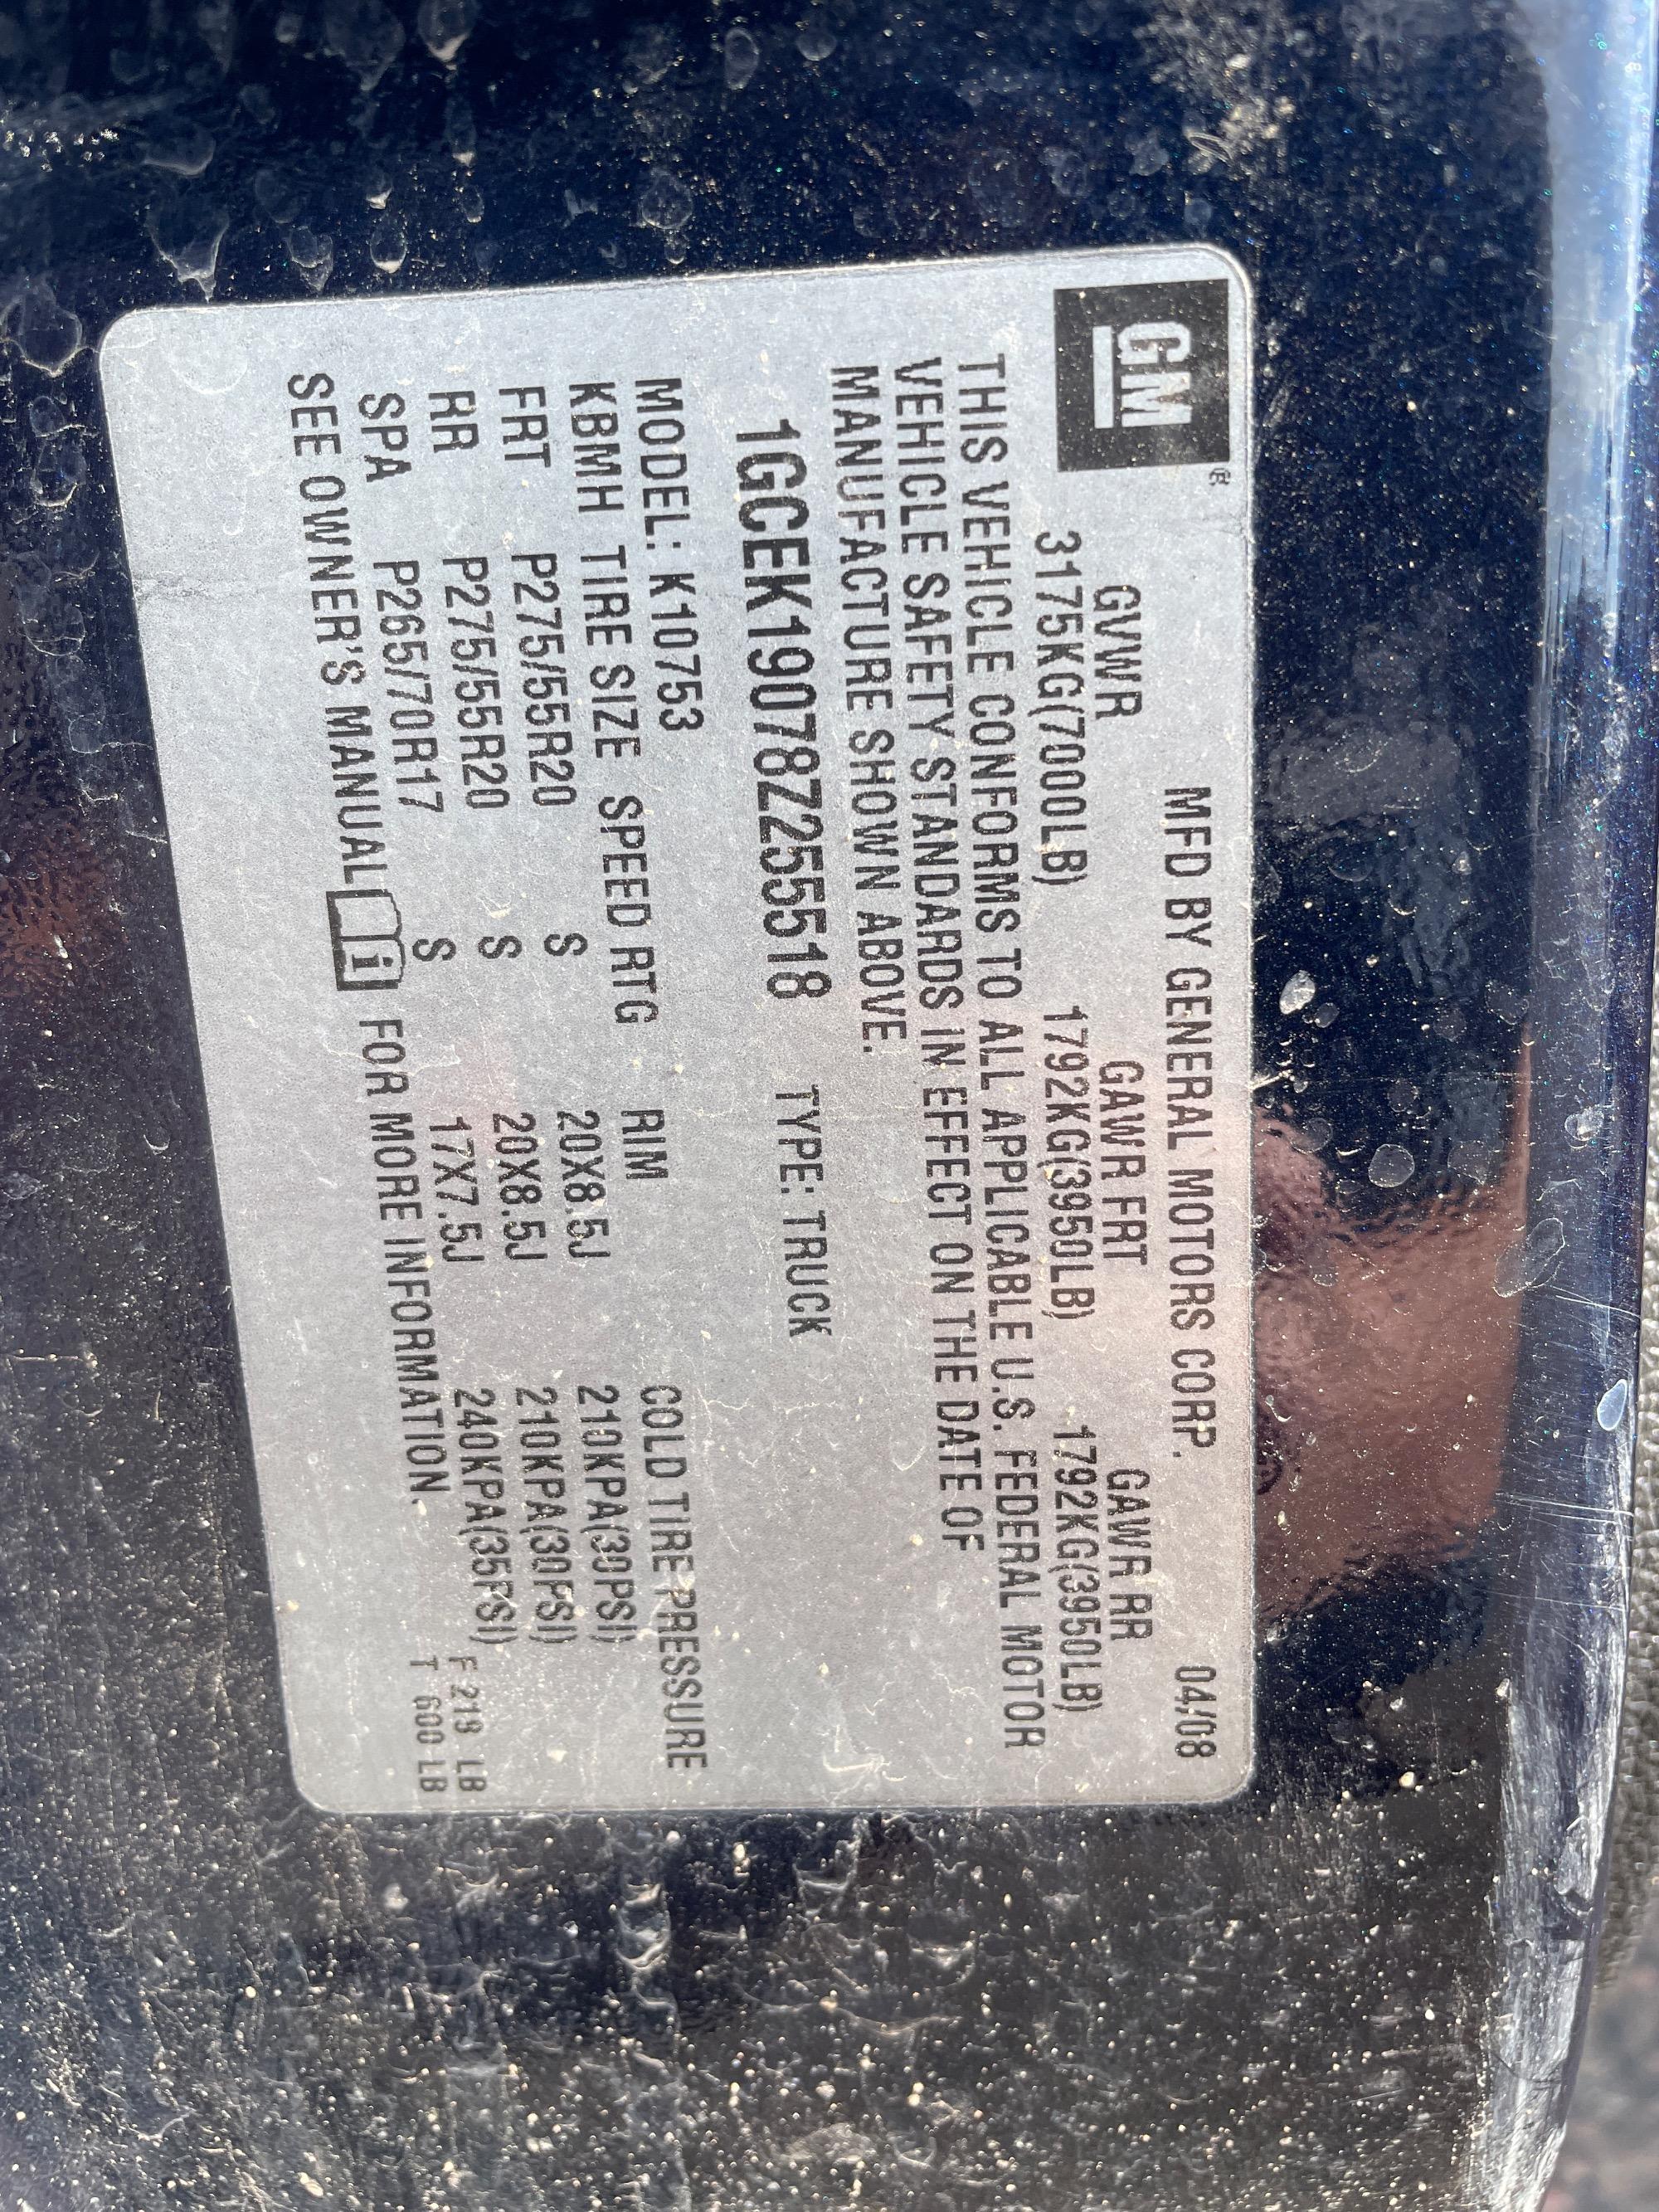 GM ®
MFD BY GENERAL MOTORS CORP. 04/08
GVWR GAWR FRT GAWR RR
3175KG(7000LB) 1792KG(3950LB) 1792KG(3950LB)
THIS VEHICLE CONFORMS TO ALL APPLICABLE U.S. FEDERAL MOTOR
VEHICLE SAFETY STANDARDS IN EFFECT ON THE DATE OF
MANUFACTURE SHOWN ABOVE.
1GCEK19078Z255518 TYPE: TRUCK
MODEL: K10753
KBMH TIRE SIZE SPEED RTG RIM COLD TIRE PRESSURE
FRT P275/55R20 S 20X8.5J 210KPA(30PSI)
RR P275/55R20 S 20X8.5J 210KPA(30PSI)
SPA P265/70R17 S 17X7.5J 240KPA(35PSI) F 213 LB
SEE OWNER'S MANUAL i FOR MORE INFORMATION. T 600 LB